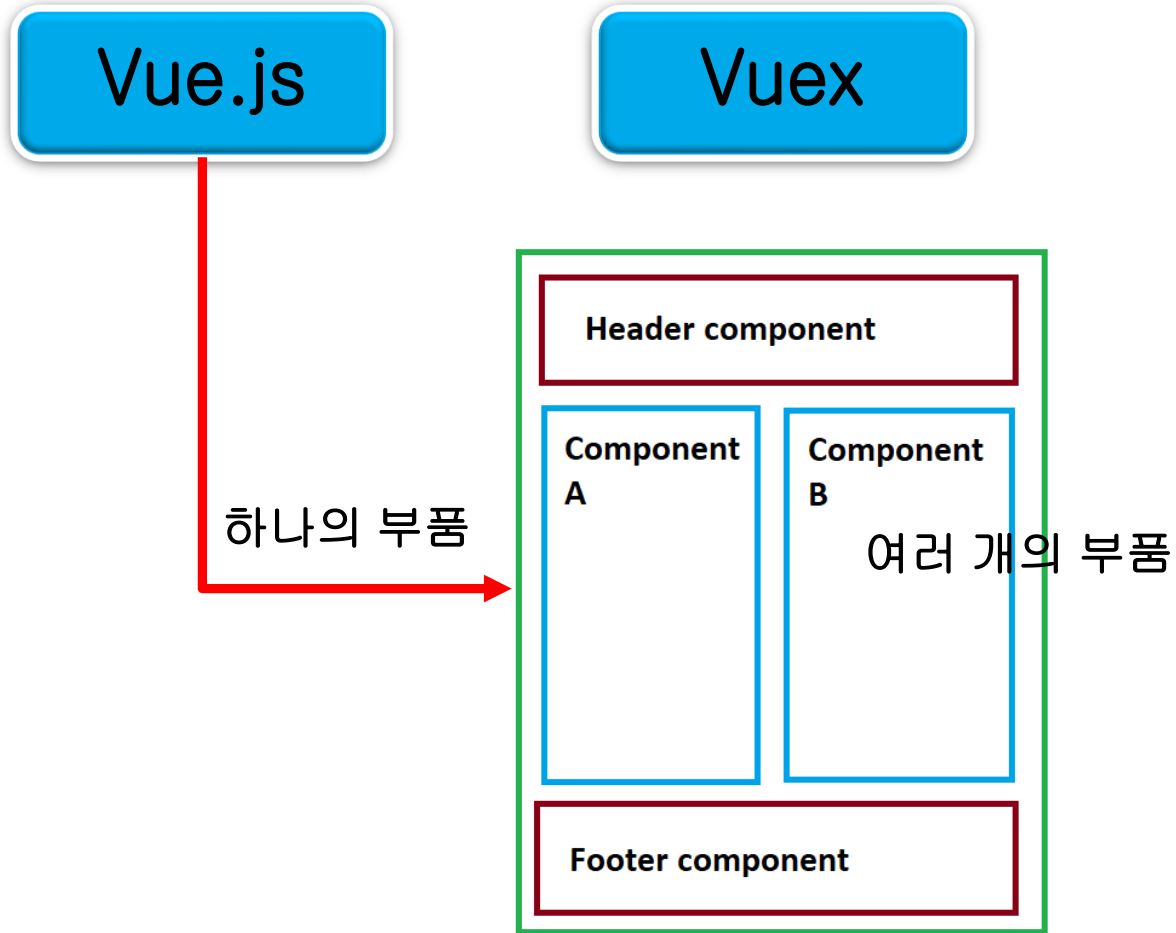 Vue.js
Vuex
Header component
Component
A
Component
B
하나의 부품
여러 개의 부품
Footer component